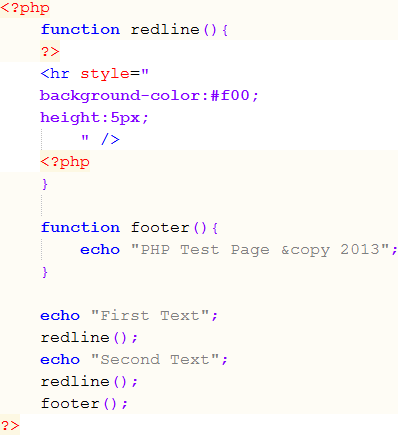 <?php
function redline(){
?>
<hr style="
background-color:#f00;
height:5px;
" />
<?php
}
function footer(){
echo "PHP Test Page &copy 2013";
}
echo "First Text";
redline();
echo "Second Text";
redline();
footer();
?>